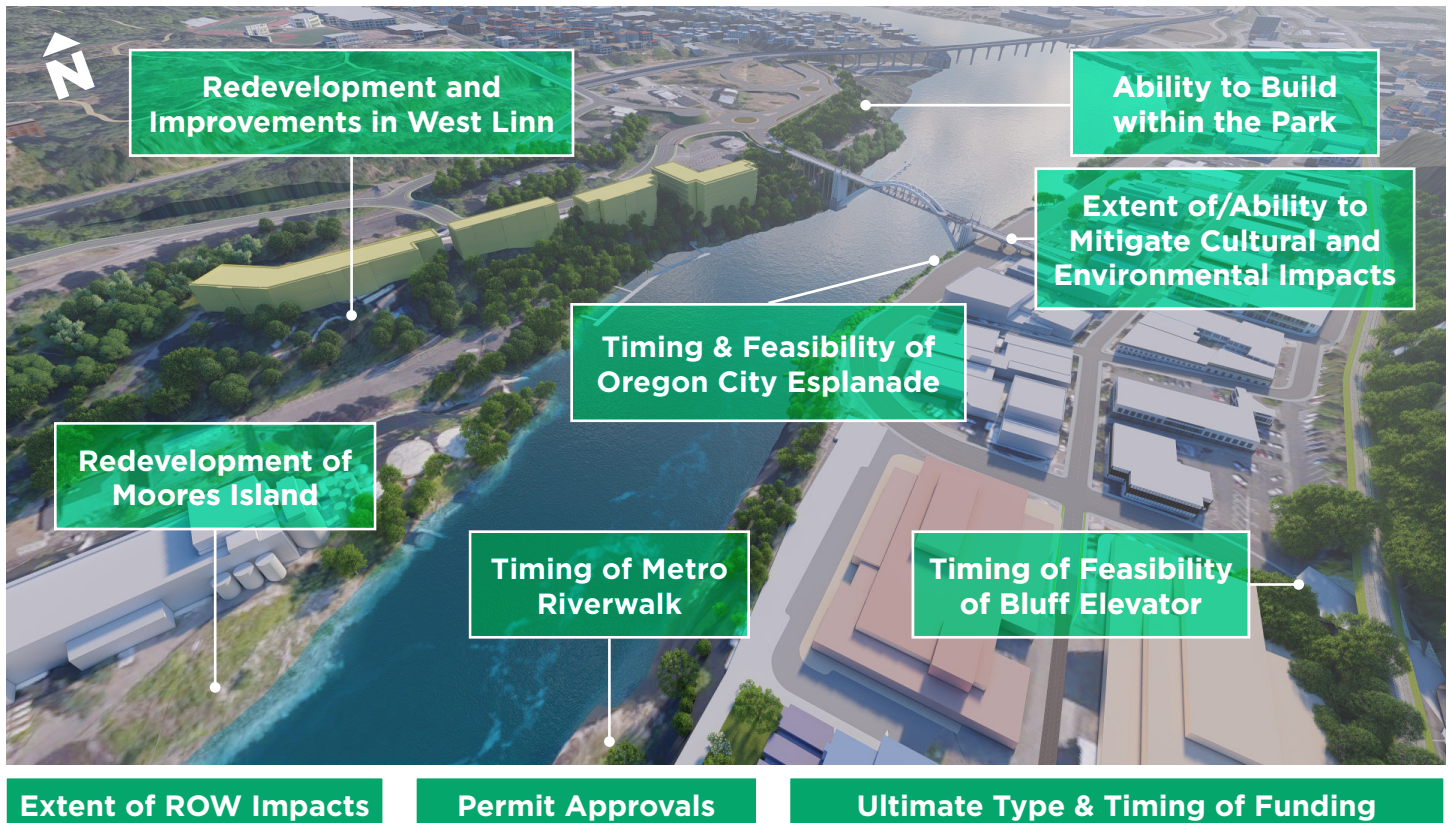 N
Redevelopment and
Improvements in West Linn
Ability to Build
within the Park
Extent of/Ability to
Mitigate Cultural and
Environmental Impacts
Timing & Feasibility of
Oregon City Esplanade
Redevelopment of
Moores Island
Timing of Metro
Riverwalk
Timing of Feasibility
of Bluff Elevator
Extent of ROW Impacts
Permit Approvals
Ultimate Type & Timing of Funding